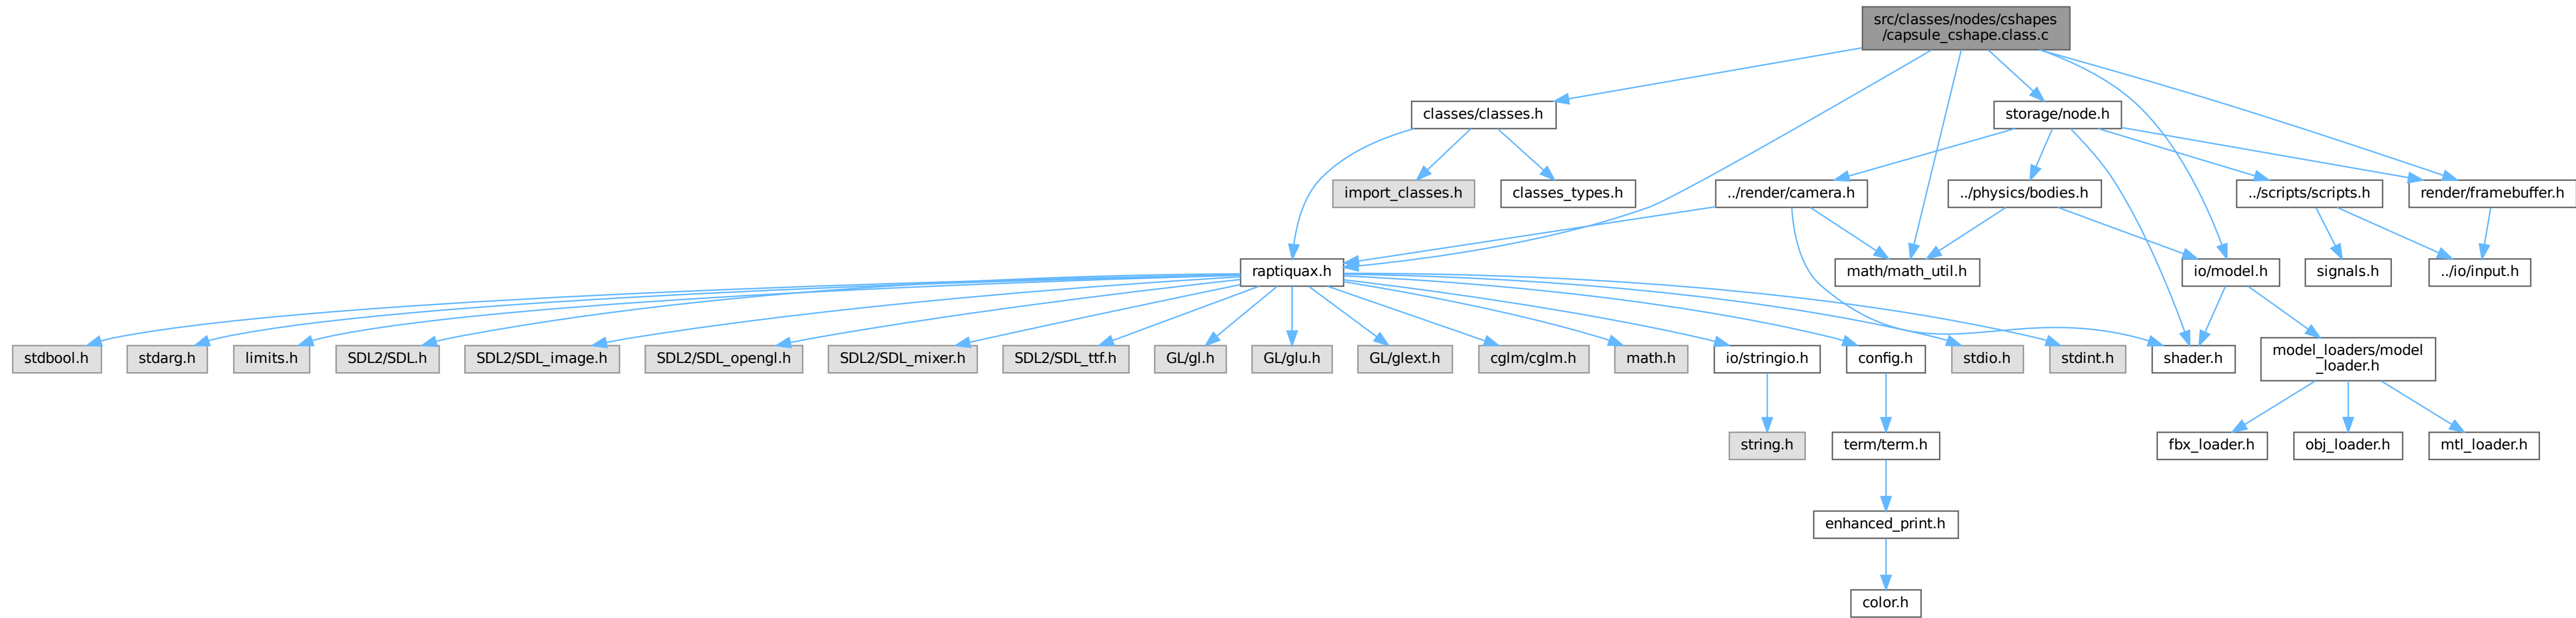 src/classes/nodes/cshapes
/capsule_cshape.class.c
classes/classes.h
storage/node.h
import_classes.h
classes_types.h
../render/camera.h
../physics/bodies.h
../scripts/scripts.h
render/framebuffer.h
raptiquax.h
math/math_util.h
io/model.h
signals.h
../io/input.h
stdbool.h
stdarg.h
limits.h
SDL2/SDL.h
SDL2/SDL_image.h
SDL2/SDL_opengl.h
SDL2/SDL_mixer.h
SDL2/SDL_ttf.h
GL/gl.h
GL/glu.h
GL/glext.h
cglm/cglm.h
math.h
io/stringio.h
config.h
stdio.h
stdint.h
shader.h
model_loaders/model
_loader.h
string.h
term/term.h
fbx_loader.h
obj_loader.h
mtl_loader.h
enhanced_print.h
color.h